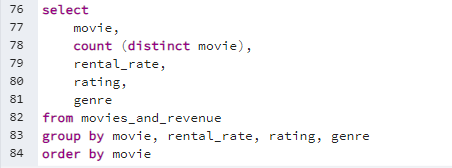 76 select
77 movie,
78 count (distinct movie),
79 rental_rate,
80 rating,
81 genre
82 from movies_and_revenue
83 group by movie, rental_rate, rating, genre
84 order by movie